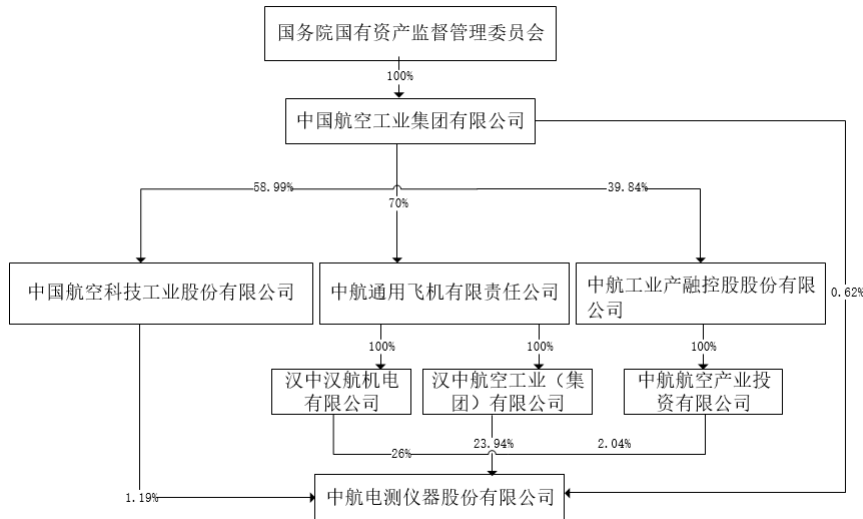 国务院国有资产监督管理委员会
100%
中国航空工业集团有限公司
58.99%
70%
39.84%
中国航空科技工业股份有限公司
中航通用飞机有限责任公司
中航工业产融控股股份有限
公司
0.62%
100%
100%
100%
汉中汉航机电
有限公司
汉中航空工业（集
团）有限公司
中航航空产业投
资有限公司
26%
23.94%
2.04%
1.19%
中航电测仪器股份有限公司